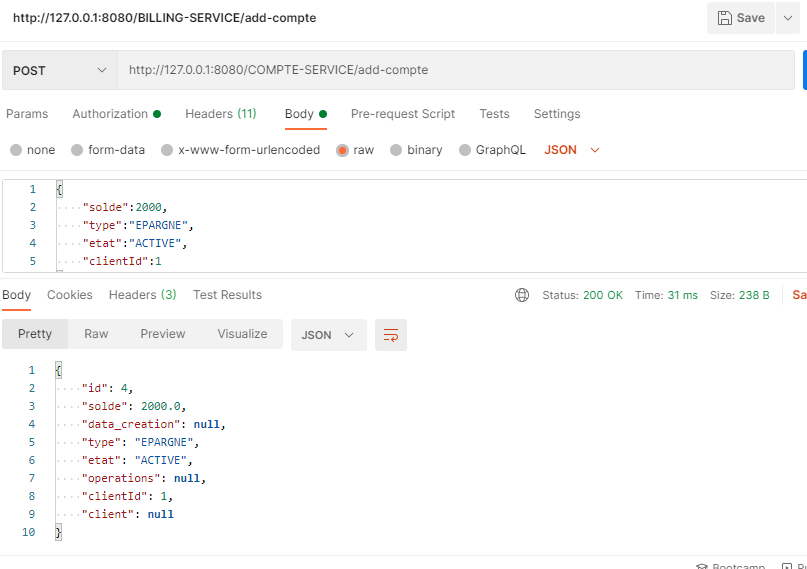 http://127.0.0.1:8080/BILLING-SERVICE/add-compte Save
POST http://127.0.0.1:8080/COMPTE-SERVICE/add-compte
Params Authorization Headers (11) Body Pre-request Script Tests Settings
none form-data x-www-form-urlencoded raw binary GraphQL JSON
1 {
2 "solde":2000,
3 "type":"EPARGNE",
4 "etat":"ACTIVE",
5 "clientId":1
Body Cookies Headers (3) Test Results Status: 200 OK Time: 31 ms Size: 238 B Sa
Pretty Raw Preview Visualize JSON
1 {
2 "id": 4,
3 "solde": 2000.0,
4 "data_creation": null,
5 "type": "EPARGNE",
6 "etat": "ACTIVE",
7 "operations": null,
8 "clientId": 1,
9 "client": null
10 }
Bootcamp